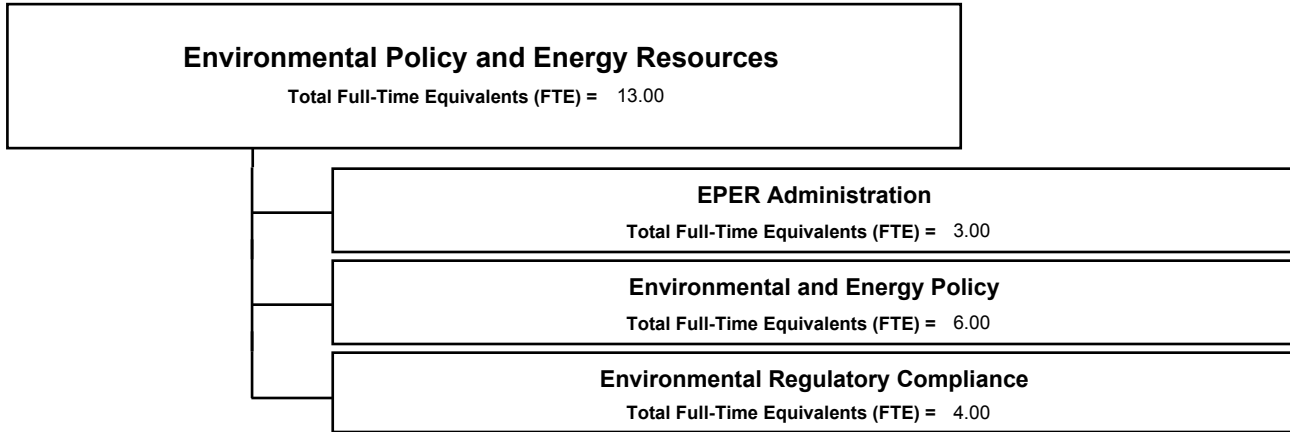 Environmental Policy and Energy Resources
Total Full-Time Equivalents (FTE) = 13.00
EPER Administration
Total Full-Time Equivalents (FTE) = 3.00
Environmental and Energy Policy
Total Full-Time Equivalents (FTE) = 6.00
Environmental Regulatory Compliance
Total Full-Time Equivalents (FTE) = 4.00